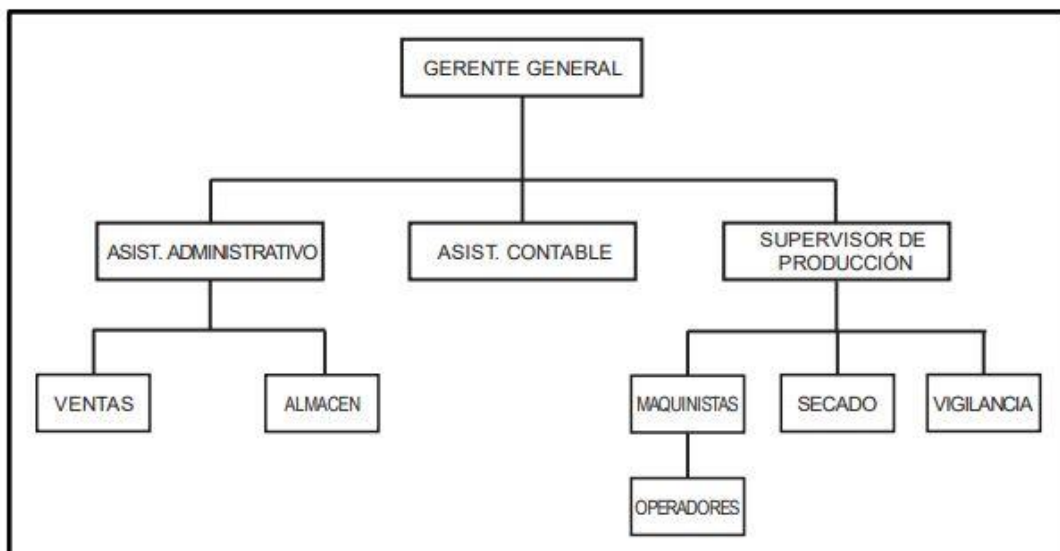 GERENTE GENERAL
ASIST. ADMINISTRATIVO
ASIST. CONTABLE
SUPERVISOR DE
PRODUCCIÓN
VENTAS
ALMACEN
MAQUINISTAS
SECADO
VIGILANCIA
OPERADORES